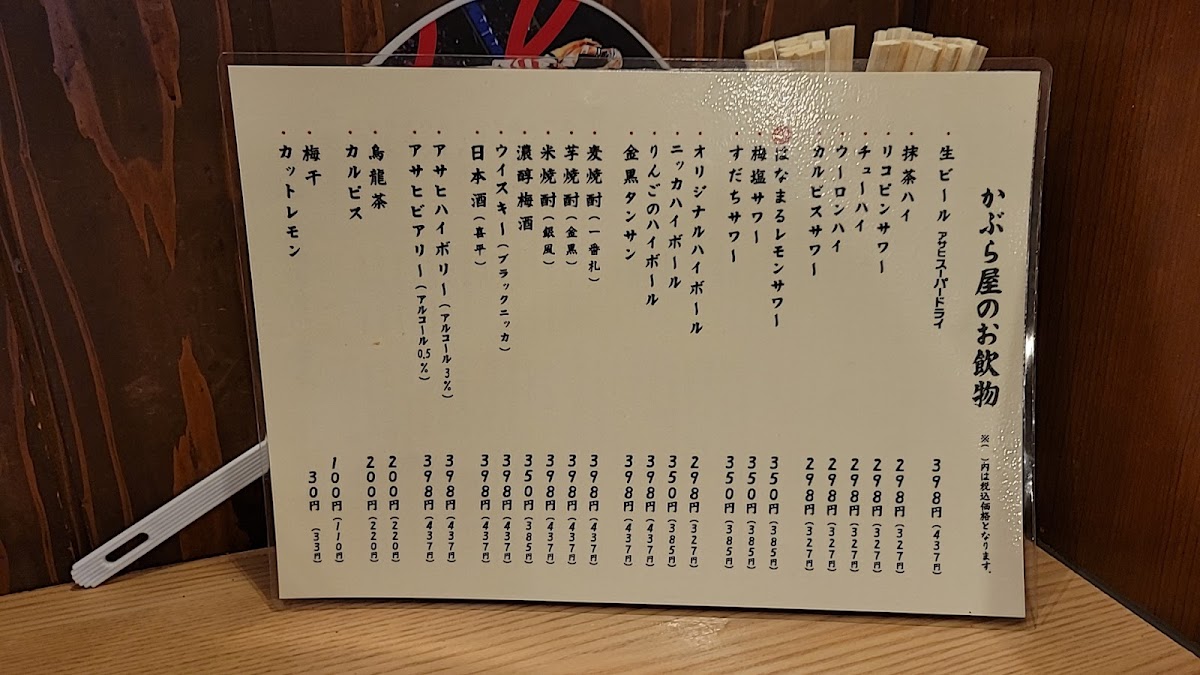 かぶら屋のお飲物 ※( )内は税込価格となります。
・生ビール アサヒスーパードライ 398円(437円)
・抹茶ハイ 298円(327円)
・リコピンサワー 298円(327円)
・チューハイ 298円(327円)
・ウーロンハイ 298円(327円)
・カルピスサワー 298円(327円)
はなまるレモンサワー 350円(385円)
・梅塩サワー 350円(385円)
・すだちサワー 350円(385円)
・オリジナルハイボール 298円(327円)
・ニッカハイボール 350円(385円)
・りんごのハイボール 398円(437円)
・金黒タンサン 398円(437円)
・麦焼酎(一番札) 398円(437円)
・芋焼酎(金黒) 398円(437円)
・米焼酎(銀風) 398円(437円)
・濃醇梅酒 350円(385円)
・ウイスキー(ブラックニッカ) 398円(437円)
・日本酒(喜平) 398円(437円)
・アサヒハイボリー(アルコール3%) 398円(437円)
・アサヒビアリー(アルコール0.5%) 398円(437円)
・烏龍茶 200円(220円)
・カルピス 200円(220円)
・梅干 100円(110円)
・カットレモン 30円(33円)